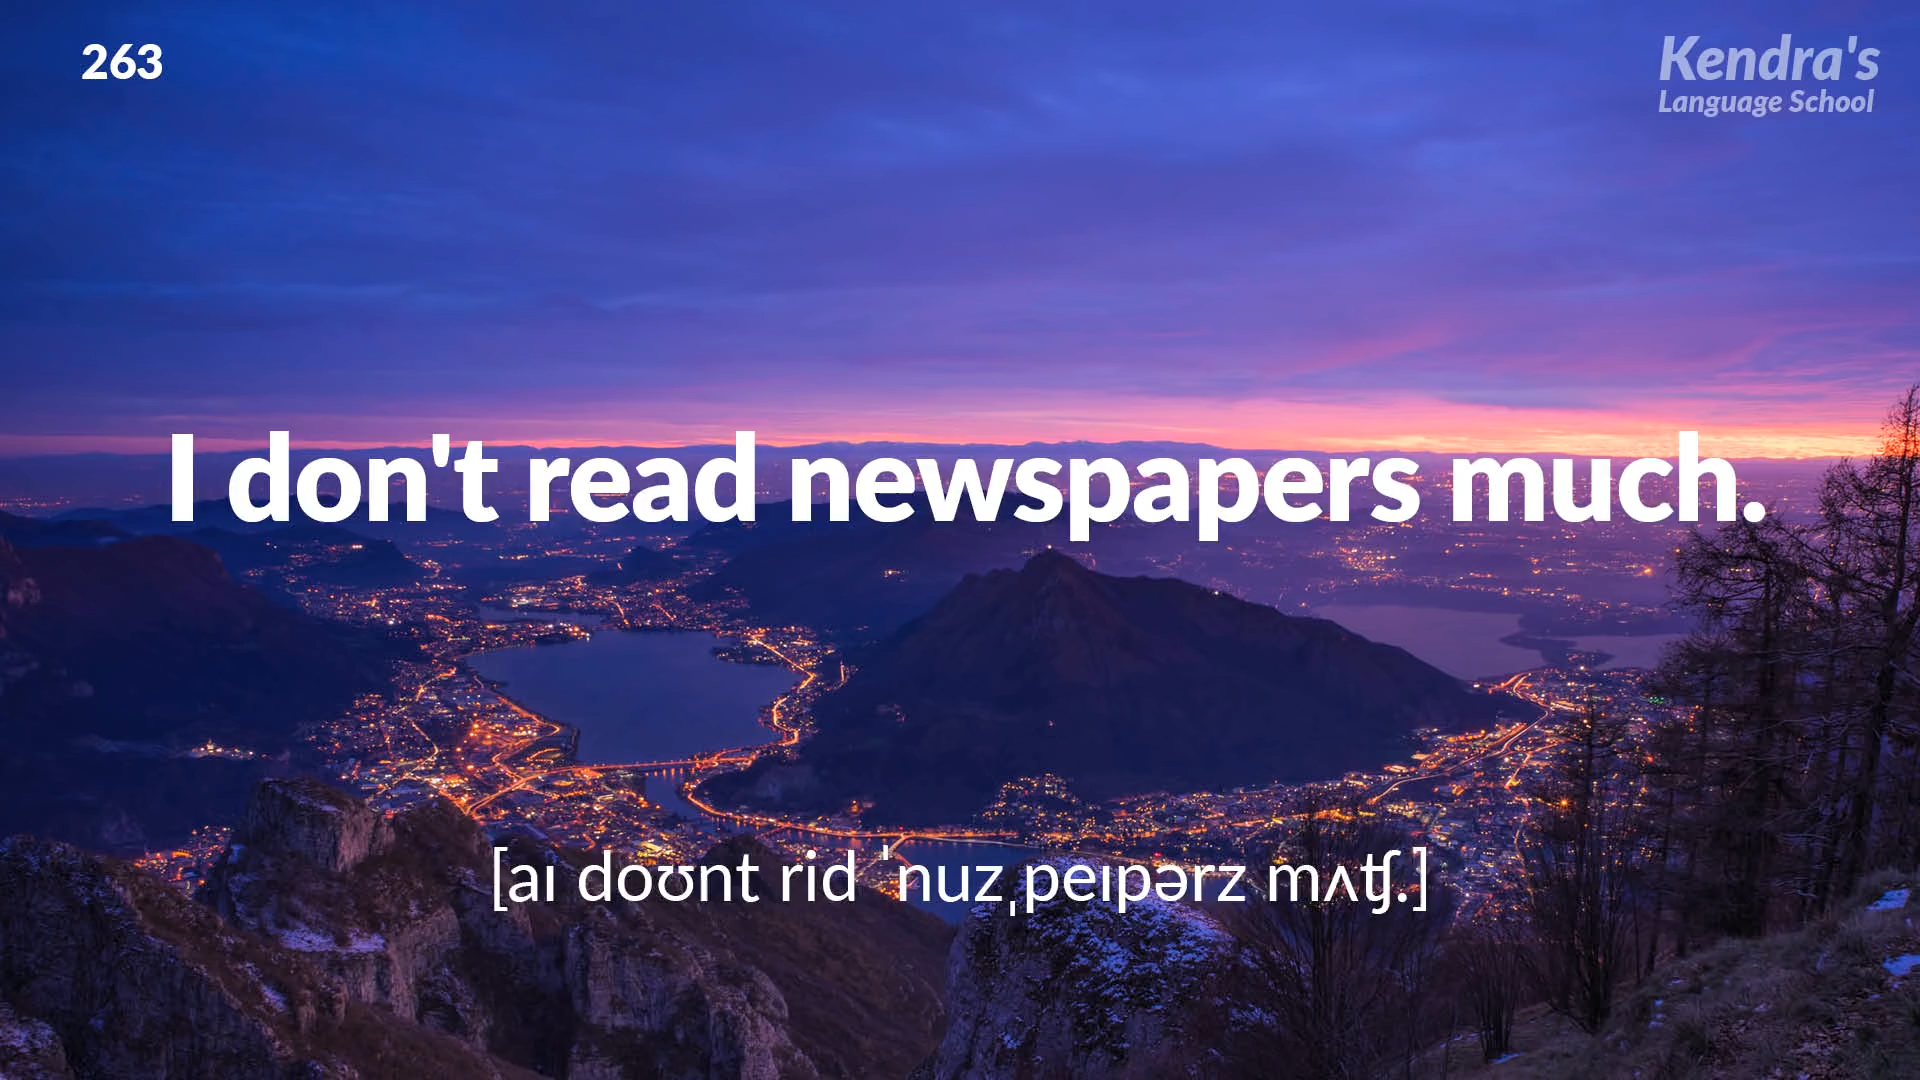 263
Kendra's
Language School
I don't read newspapers much.
[aɪ doʊnt rid ˈnuzˌpeɪpərz mʌʧ.]